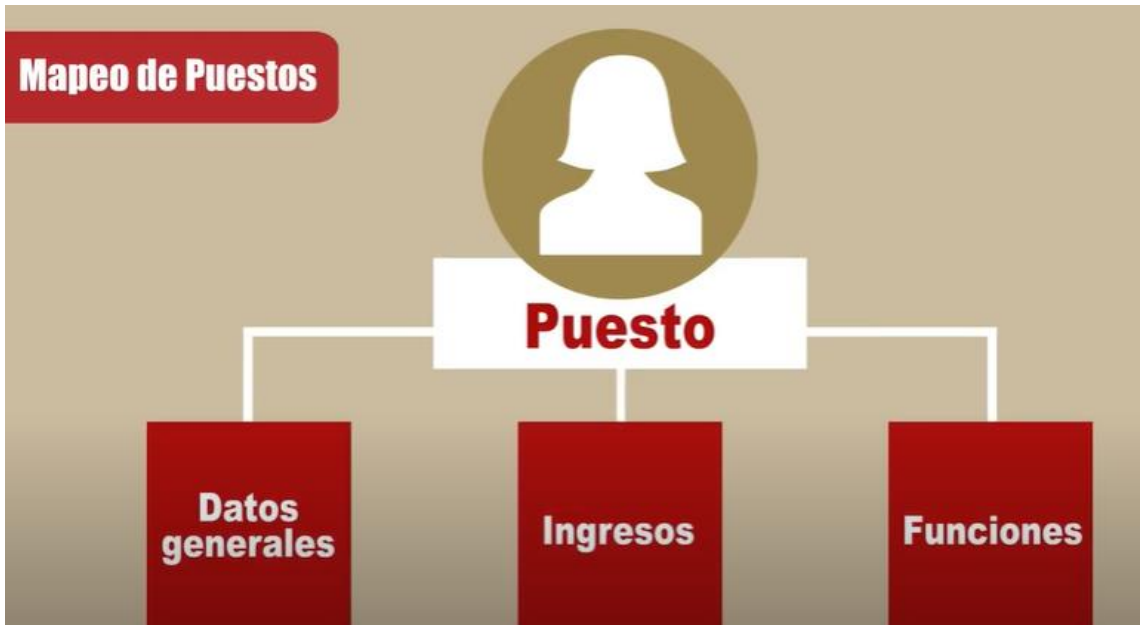 Mapeo de Puestos
Puesto
Datos
generales
Ingresos
Funciones